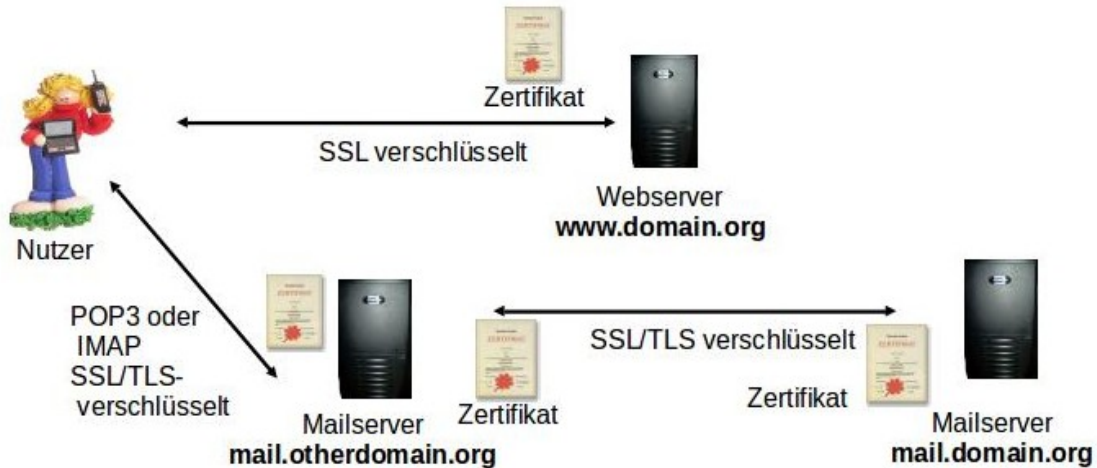 Zertifikat
SSL verschlüsselt
Webserver
www.domain.org
Nutzer
POP3 oder
IMAP
SSL/TLS-
verschlüsselt
ZERTIFIKAT
Mailserver
mail.otherdomain.org
Zertifikat
SSL/TLS verschlüsselt
Zertifikat
Mailserver
mail.domain.org